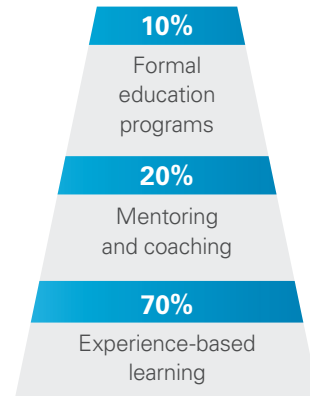 10%
Formal
education
programs
20%
Mentoring
and coaching
70%
Experience-based
learning